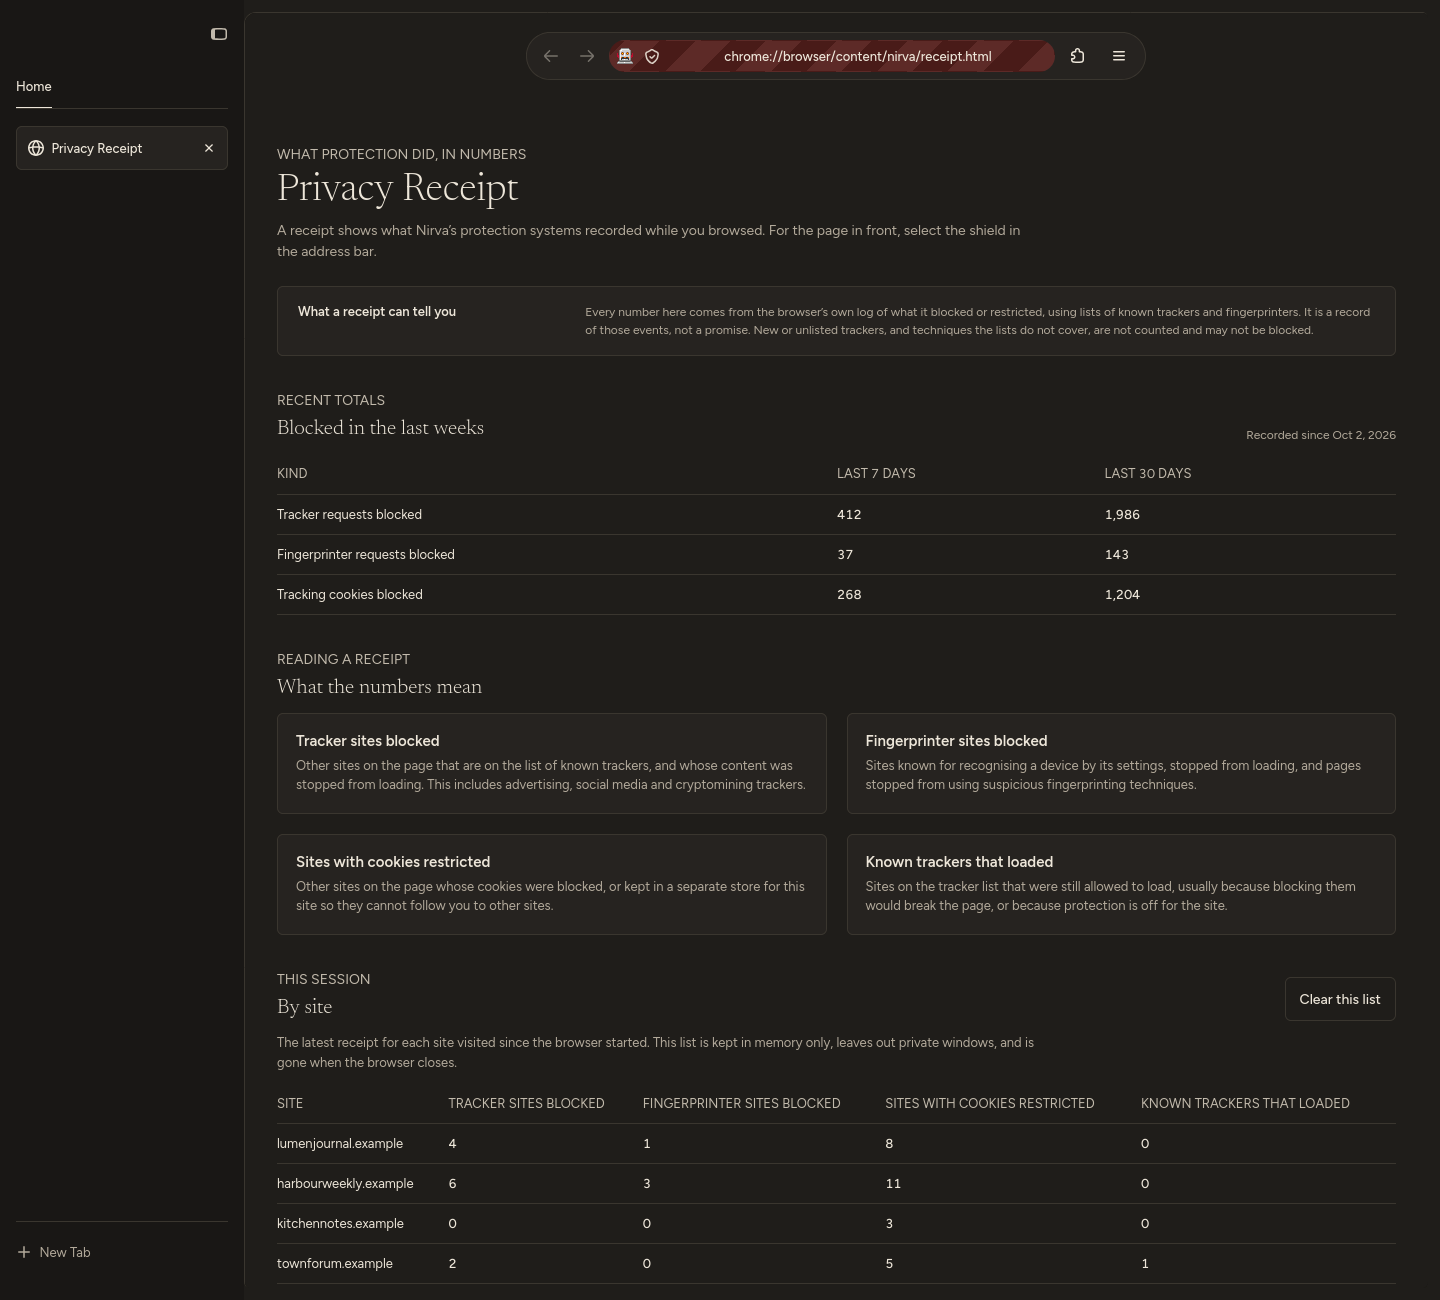 chrome://browser/content/nirva/receipt.html
Home
Privacy Receipt
WHAT PROTECTION DID, IN NUMBERS
Privacy Receipt
A receipt shows what Nirva's protection systems recorded while you browsed. For the page in front, select the shield in
the address bar.
What a receipt can tell you
Every number here comes from the browser's own log of what it blocked or restricted, using lists of known trackers and fingerprinters. It is a record
of those events, not a promise. New or unlisted trackers, and techniques the lists do not cover, are not counted and may not be blocked.
RECENT TOTALS
Blocked in the last weeks
Recorded since Oct 2, 2026
KIND LAST 7 DAYS LAST 30 DAYS
Tracker requests blocked 412 1,986
Fingerprinter requests blocked 37 143
Tracking cookies blocked 268 1,204
READING A RECEIPT
What the numbers mean
Tracker sites blocked
Other sites on the page that are on the list of known trackers, and whose content was
stopped from loading. This includes advertising, social media and cryptomining trackers.
Fingerprinter sites blocked
Sites known for recognising a device by its settings, stopped from loading, and pages
stopped from using suspicious fingerprinting techniques.
Sites with cookies restricted
Other sites on the page whose cookies were blocked, or kept in a separate store for this
site so they cannot follow you to other sites.
Known trackers that loaded
Sites on the tracker list that were still allowed to load, usually because blocking them
would break the page, or because protection is off for the site.
THIS SESSION
By site
Clear this list
The latest receipt for each site visited since the browser started. This list is kept in memory only, leaves out private windows, and is
gone when the browser closes.
SITE TRACKER SITES BLOCKED FINGERPRINTER SITES BLOCKED SITES WITH COOKIES RESTRICTED KNOWN TRACKERS THAT LOADED
lumenjournal.example 4 1 8 0
harbourweekly.example 6 3 11 0
kitchennotes.example 0 0 3 0
townforum.example 2 0 5 1
New Tab